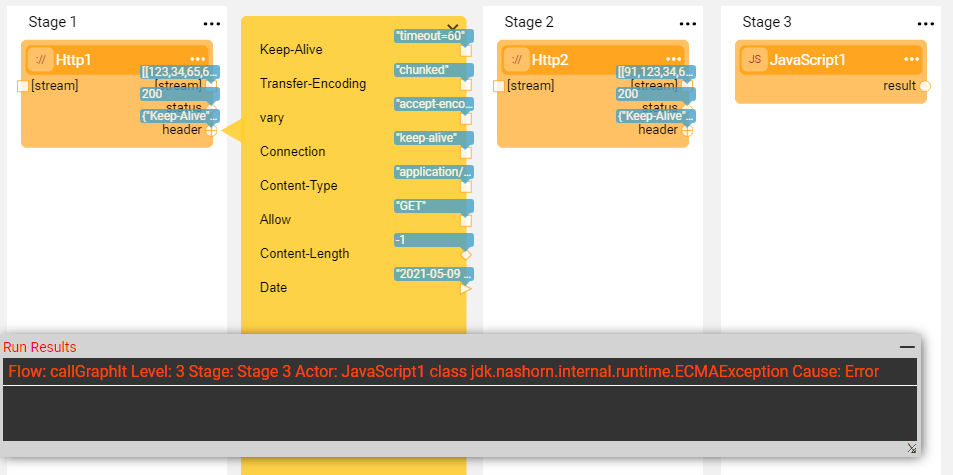 Stage 1
Stage 2
Stage 3
:// Http1
[[123,34,65,6...
[stream] [stream]
200
status
{"Keep-Alive"...
header
"timeout=60"
Keep-Alive
"chunked"
Transfer-Encoding
"accept-enco...
vary
"keep-alive"
Connection
"application/...
Content-Type
"GET"
Allow
-1
Content-Length
"2021-05-09 ...
Date
:// Http2
[[91,123,34,6...
[stream] [stream]
200
status
{"Keep-Alive"...
header
JS JavaScript1
result
Run Results
Flow: callGraphIt Level: 3 Stage: Stage 3 Actor: JavaScript1 class jdk.nashorn.internal.runtime.ECMAException Cause: Error